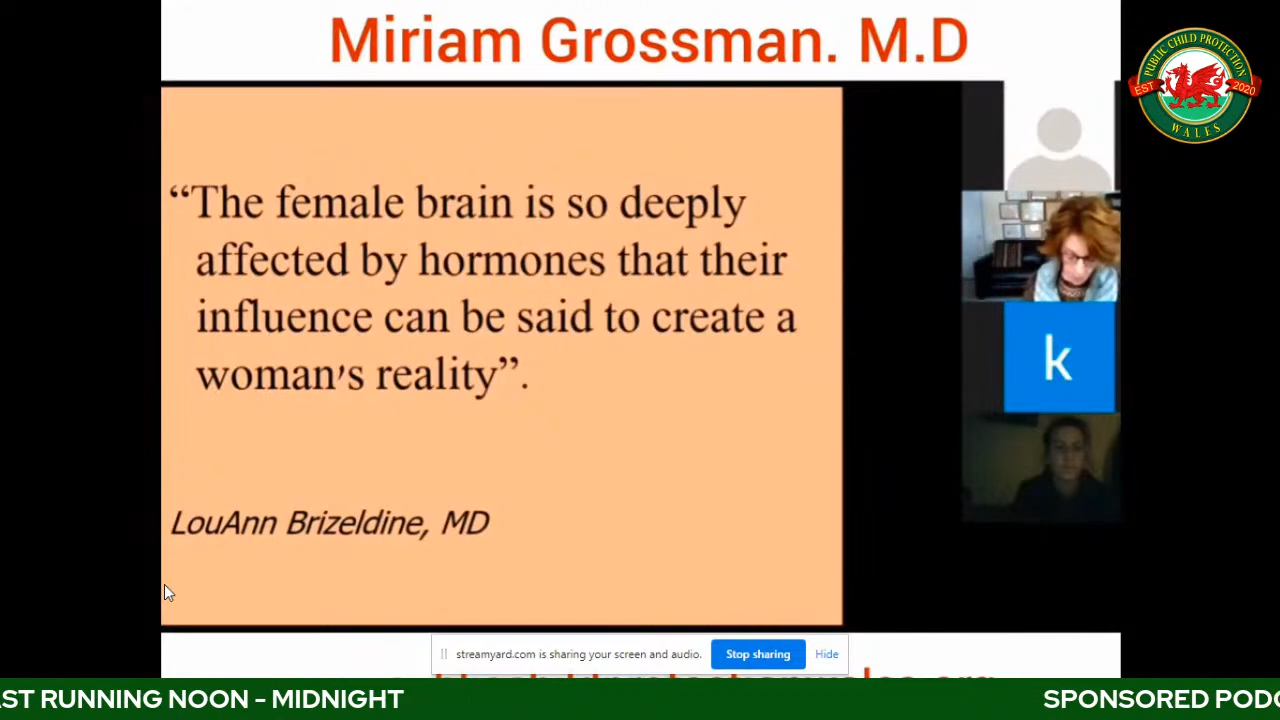 Miriam Grossman. M.D
PUBLIC CHILD PROTECTION
EST 2020
WALES
“The female brain is so deeply
affected by hormones that their
influence can be said to create a
woman's reality”.
k
LouAnn Brizeldine, MD
streamyard.com is sharing your screen and audio.
Stop sharing
Hide
AST RUNNING NOON - MIDNIGHT
SPONSORED PODC